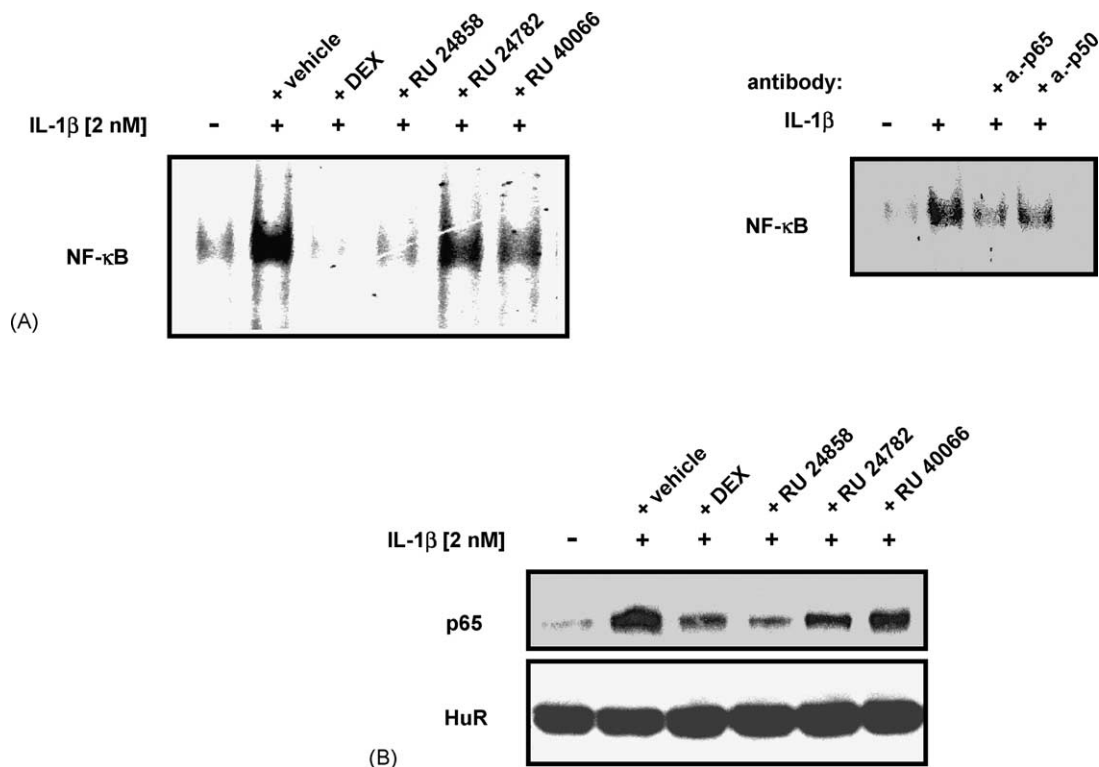 + vehicle
+ DEX
+ RU 24858
+ RU 24782
+ RU 40066
IL-1β [2 nM] - + + + + +
NF-κB
(A)
antibody: + a.-p65 + a.-p50
IL-1β - + + +
NF-κB
+ vehicle
+ DEX
+ RU 24858
+ RU 24782
+ RU 40066
IL-1β [2 nM] - + + + + +
p65
HuR
(B)